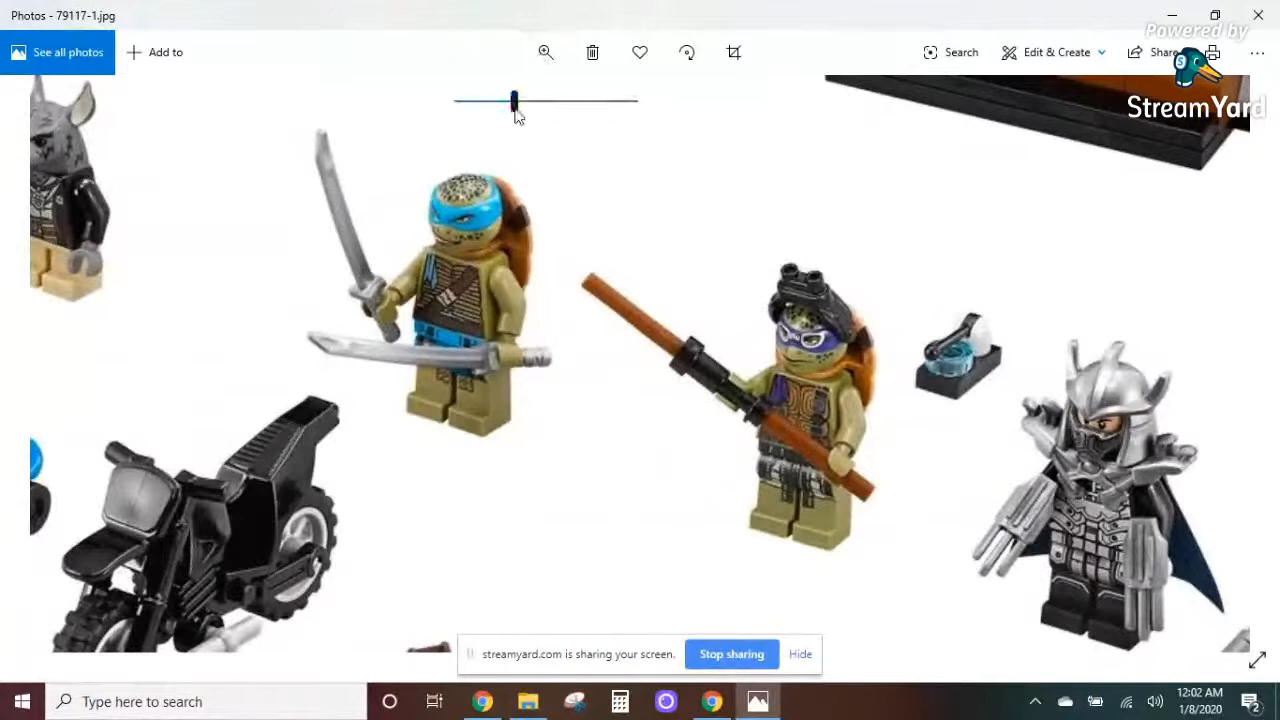 Photos - 79117-1.jpg
Powered by
See all photos
Add to
Search
Edit & Create
Share
StreamYard
streamyard.com is sharing your screen.
Stop sharing
Hide
Type here to search
12:02 AM
1/8/2020
2